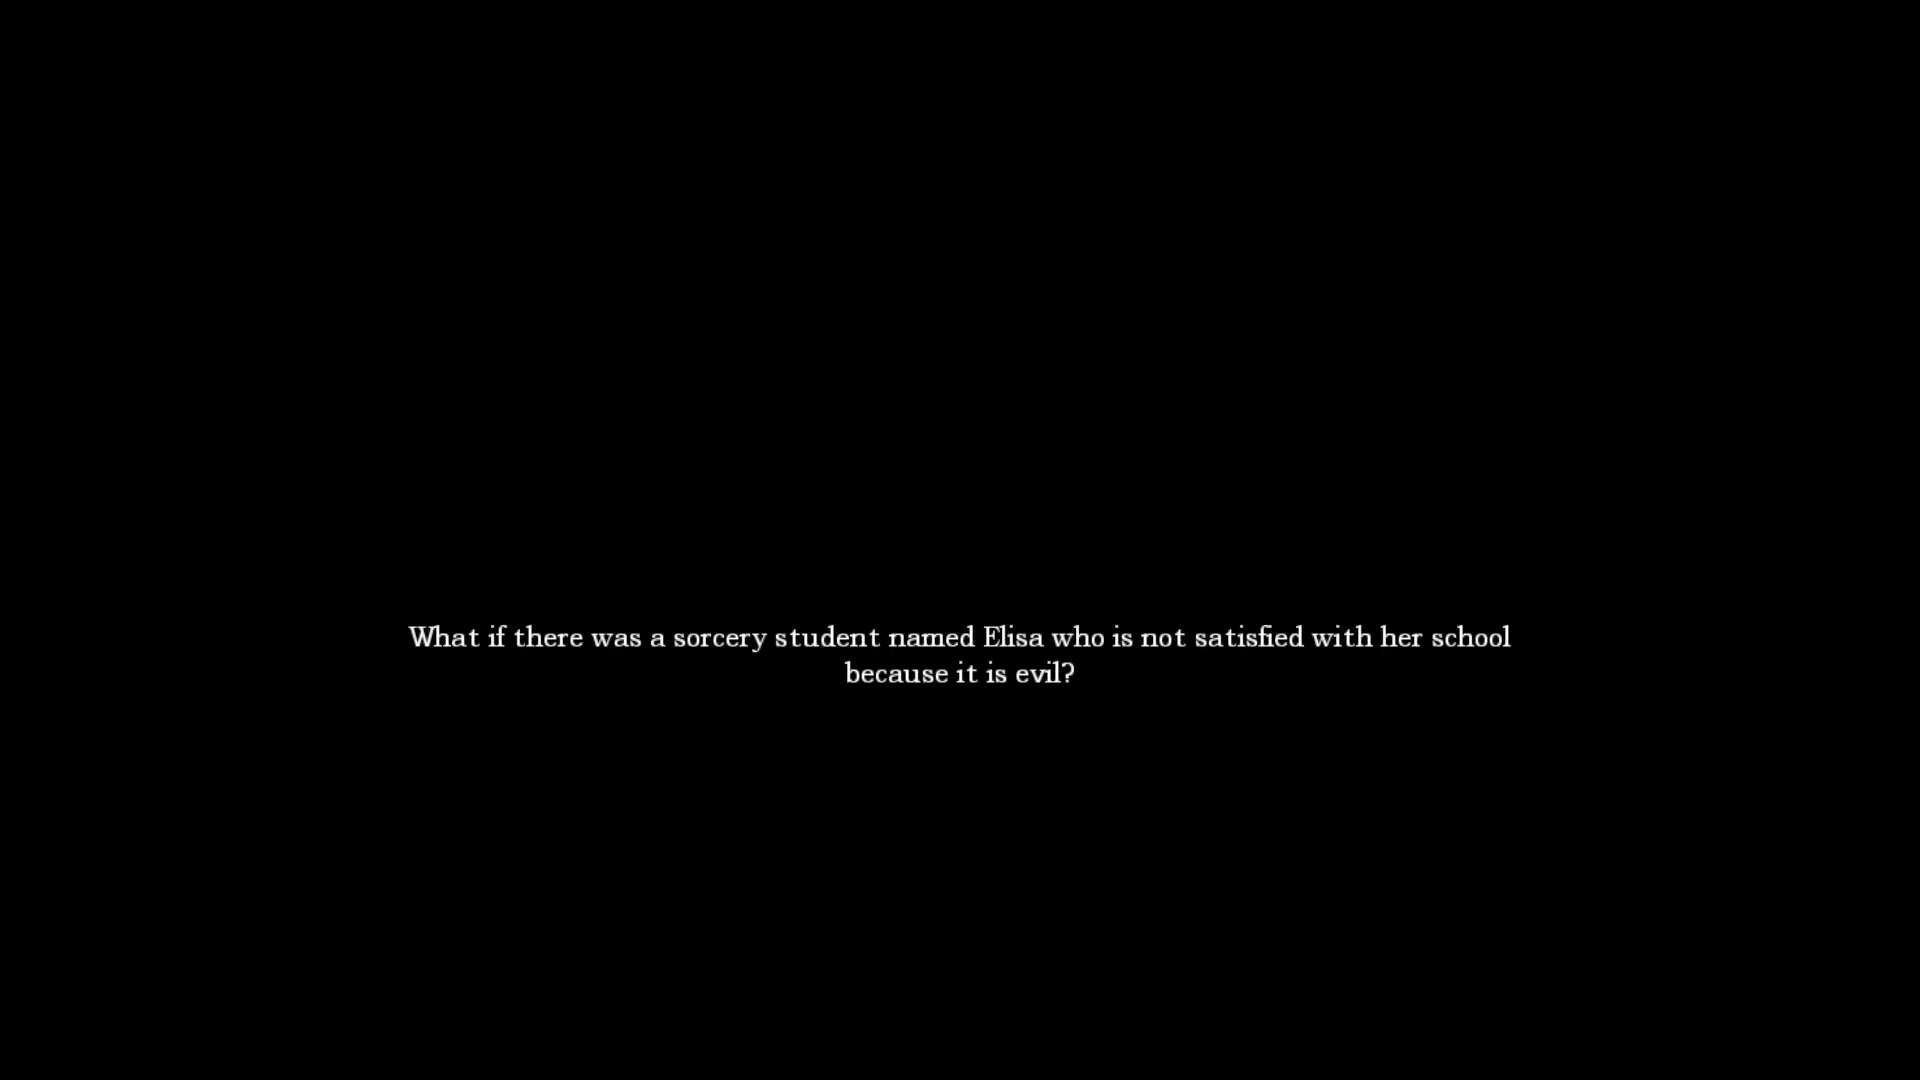 What if there was a sorcery student named Elisa who is not satisfied with her school
because it is evil?